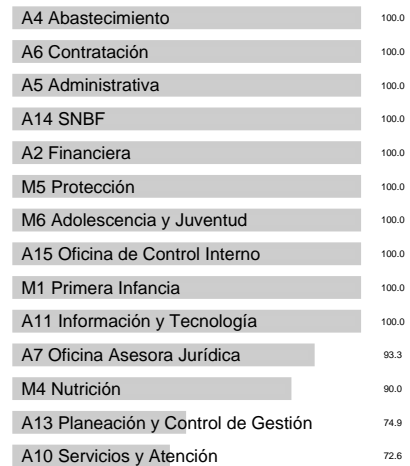 A4 Abastecimiento 100.0
A6 Contratación 100.0
A5 Administrativa 100.0
A14 SNBF 100.0
A2 Financiera 100.0
M5 Protección 100.0
M6 Adolescencia y Juventud 100.0
A15 Oficina de Control Interno 100.0
M1 Primera Infancia 100.0
A11 Información y Tecnología 100.0
A7 Oficina Asesora Jurídica 93.3
M4 Nutrición 90.0
A13 Planeación y Control de Gestión 74.9
A10 Servicios y Atención 72.6